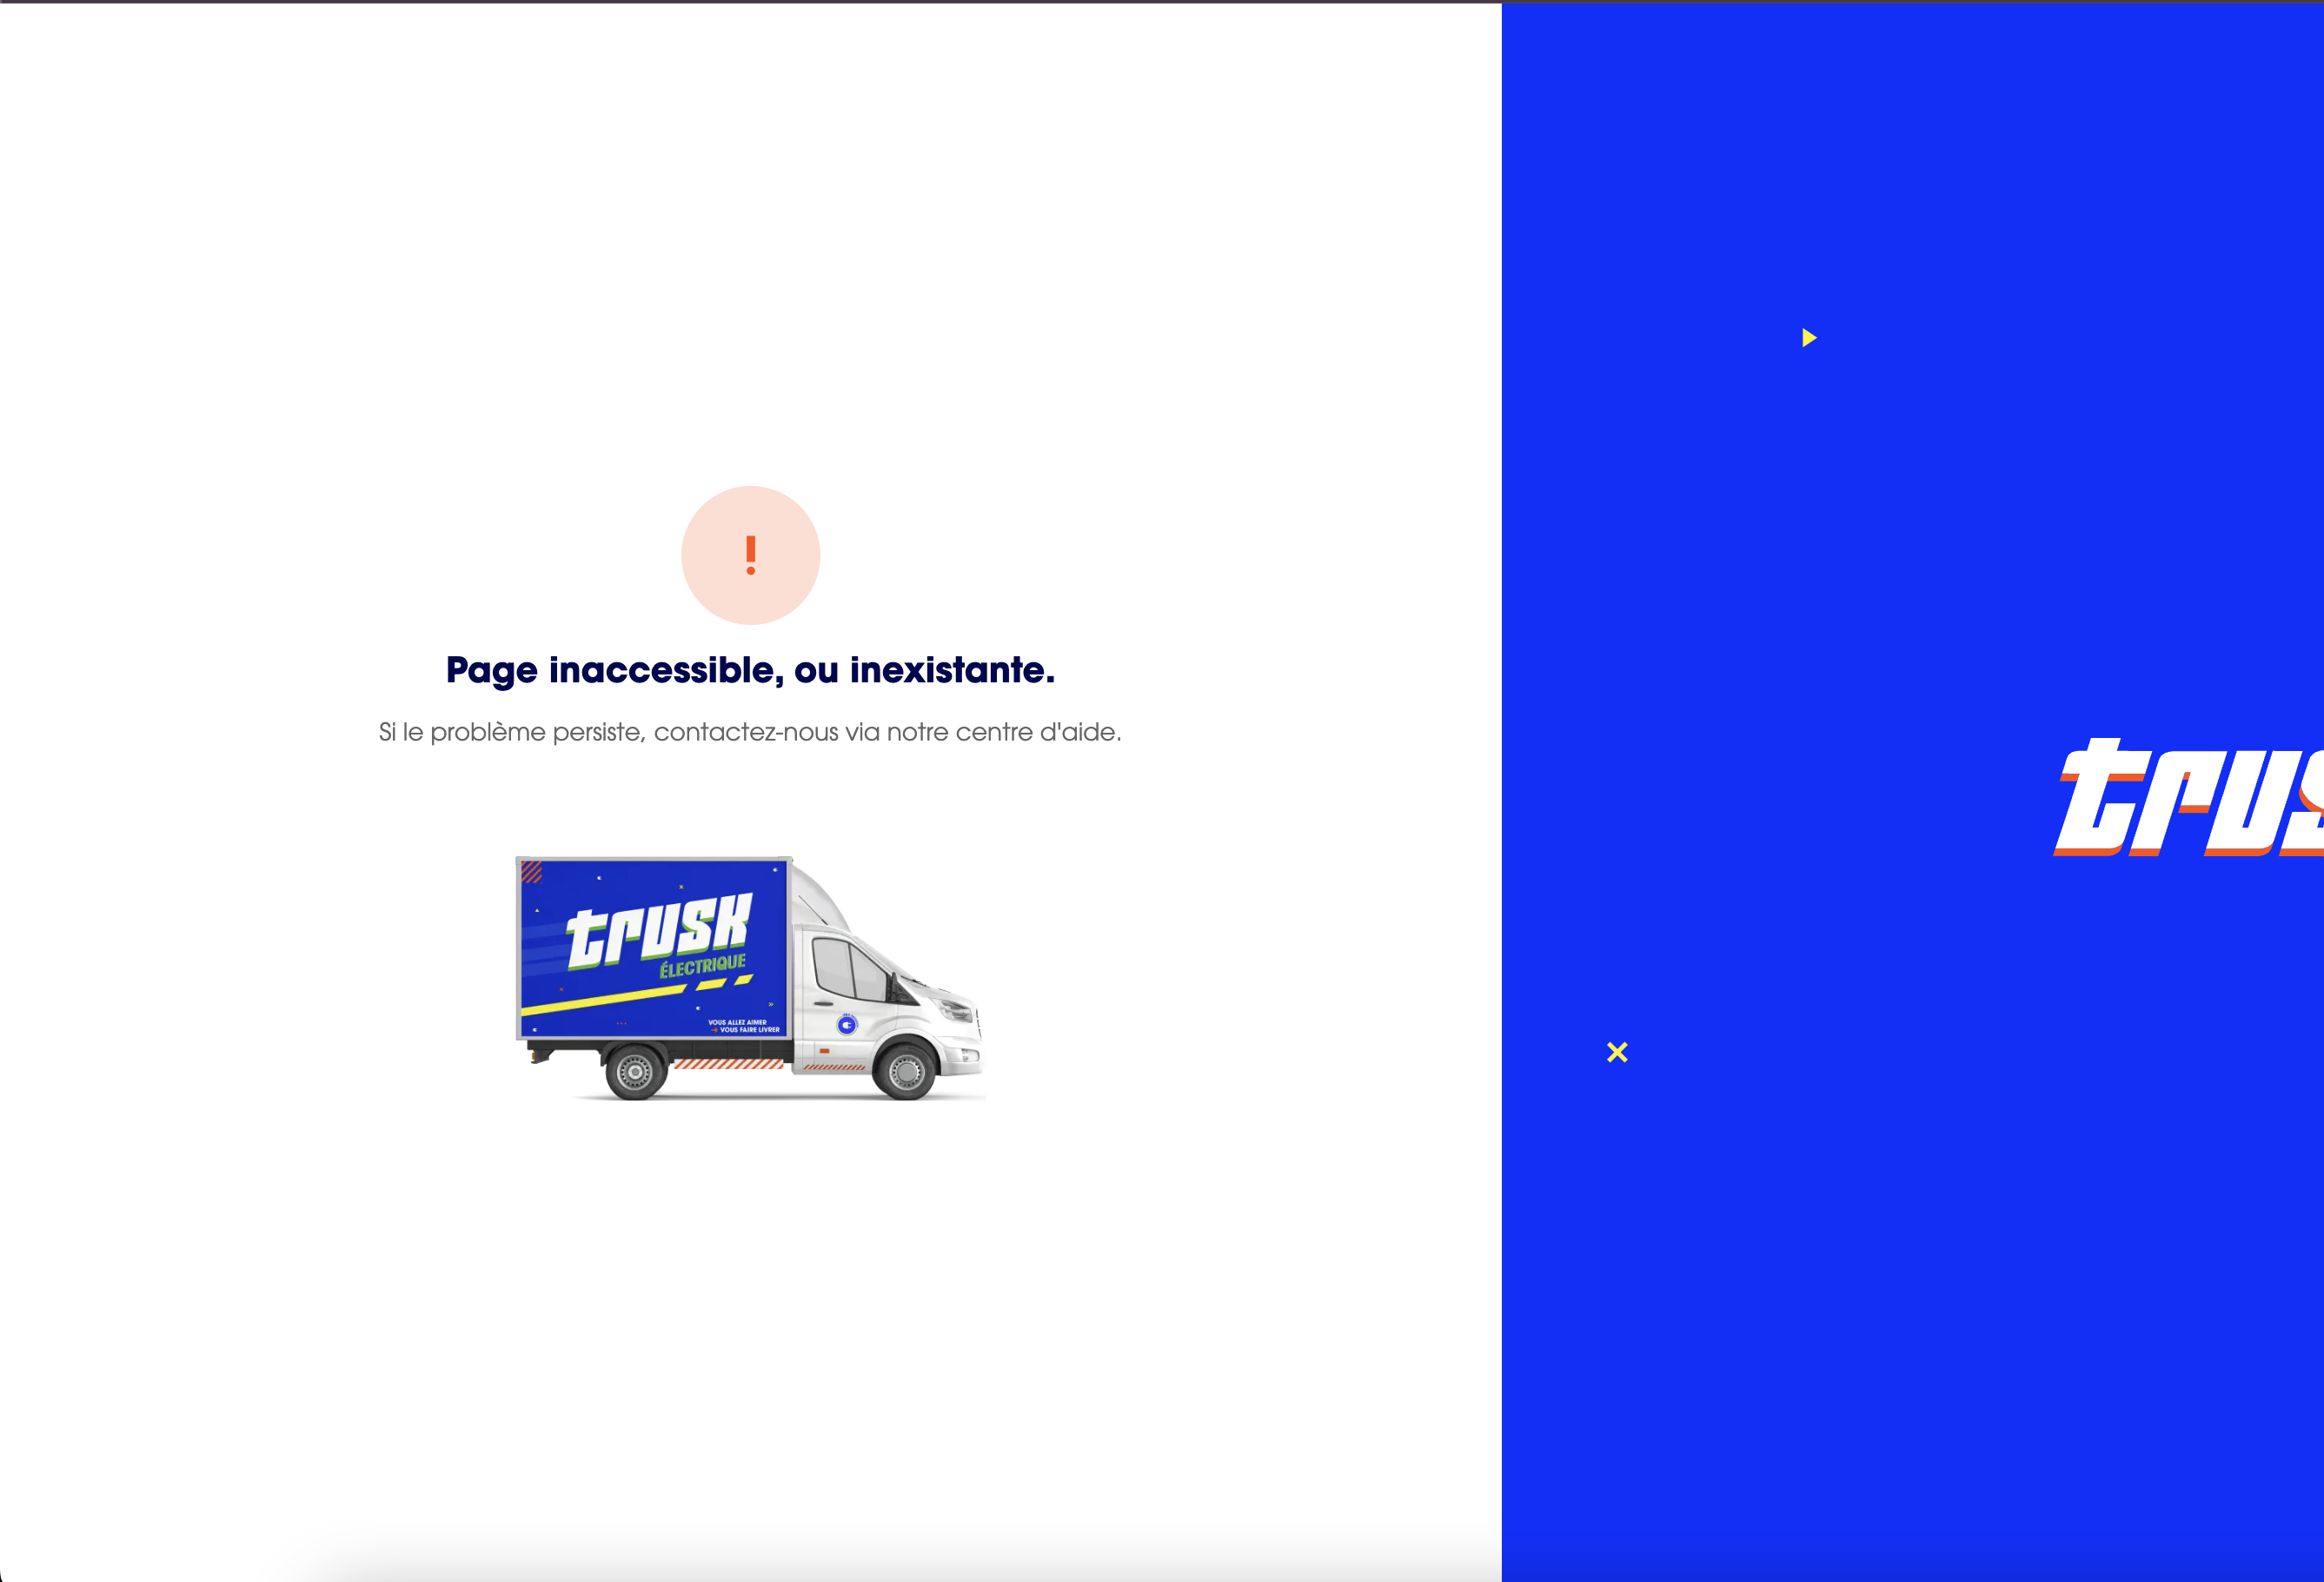 !
Page inaccessible, ou inexistante.
Si le problème persiste, contactez-nous via notre centre d'aide.
trusk
ÉLECTRIQUE
VOUS ALLEZ AIMER
→ VOUS FAIRE LIVRER
trus